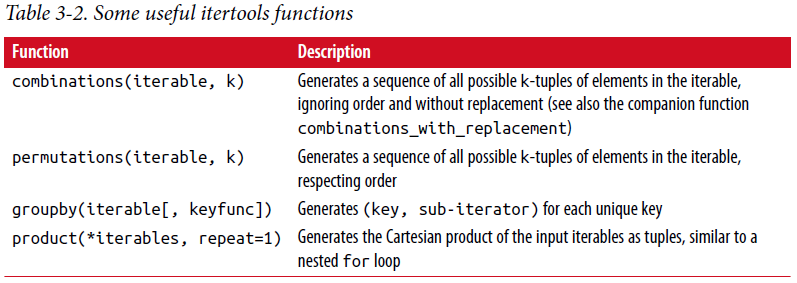 Table 3-2. Some useful itertools functions
Function Description
combinations(iterable, k) Generates a sequence of all possible k-tuples of elements in the iterable,
ignoring order and without replacement (see also the companion function
combinations_with_replacement)
permutations(iterable, k) Generates a sequence of all possible k-tuples of elements in the iterable,
respecting order
groupby(iterable[, keyfunc]) Generates (key, sub-iterator) for each unique key
product(*iterables, repeat=1) Generates the Cartesian product of the input iterables as tuples, similar to a
nested for loop